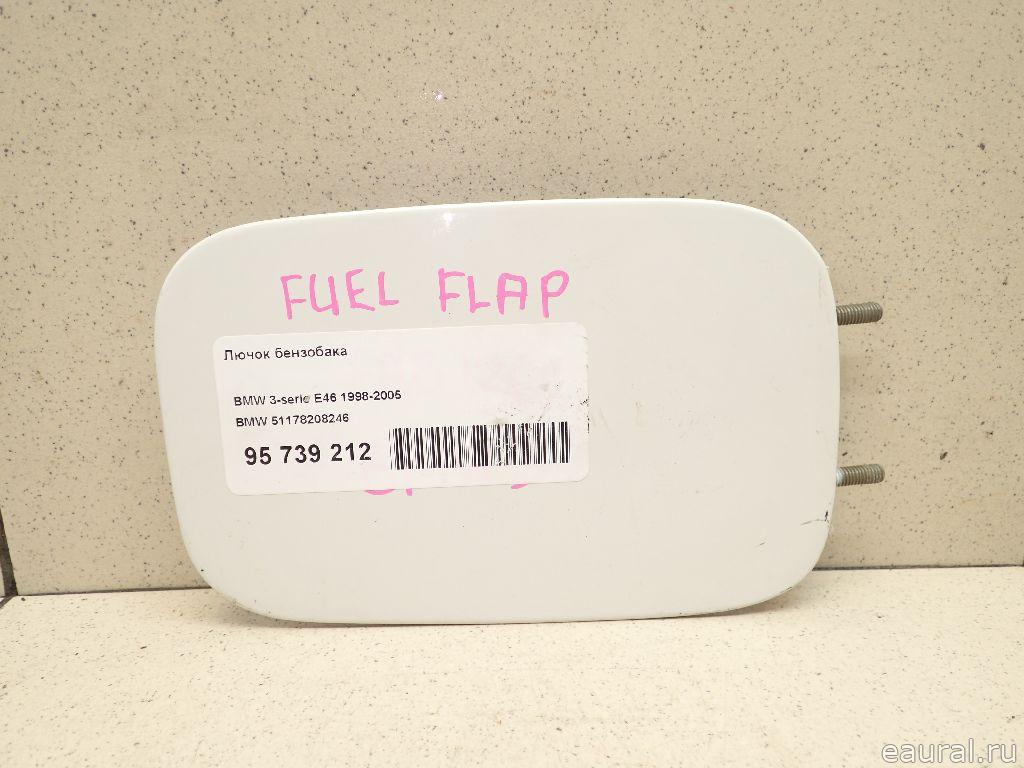 FUEL FLAP
Лючок бензобака
BMW 3-serie E46 1998-2005
BMW 51178208246
95 739 212
eaural.ru